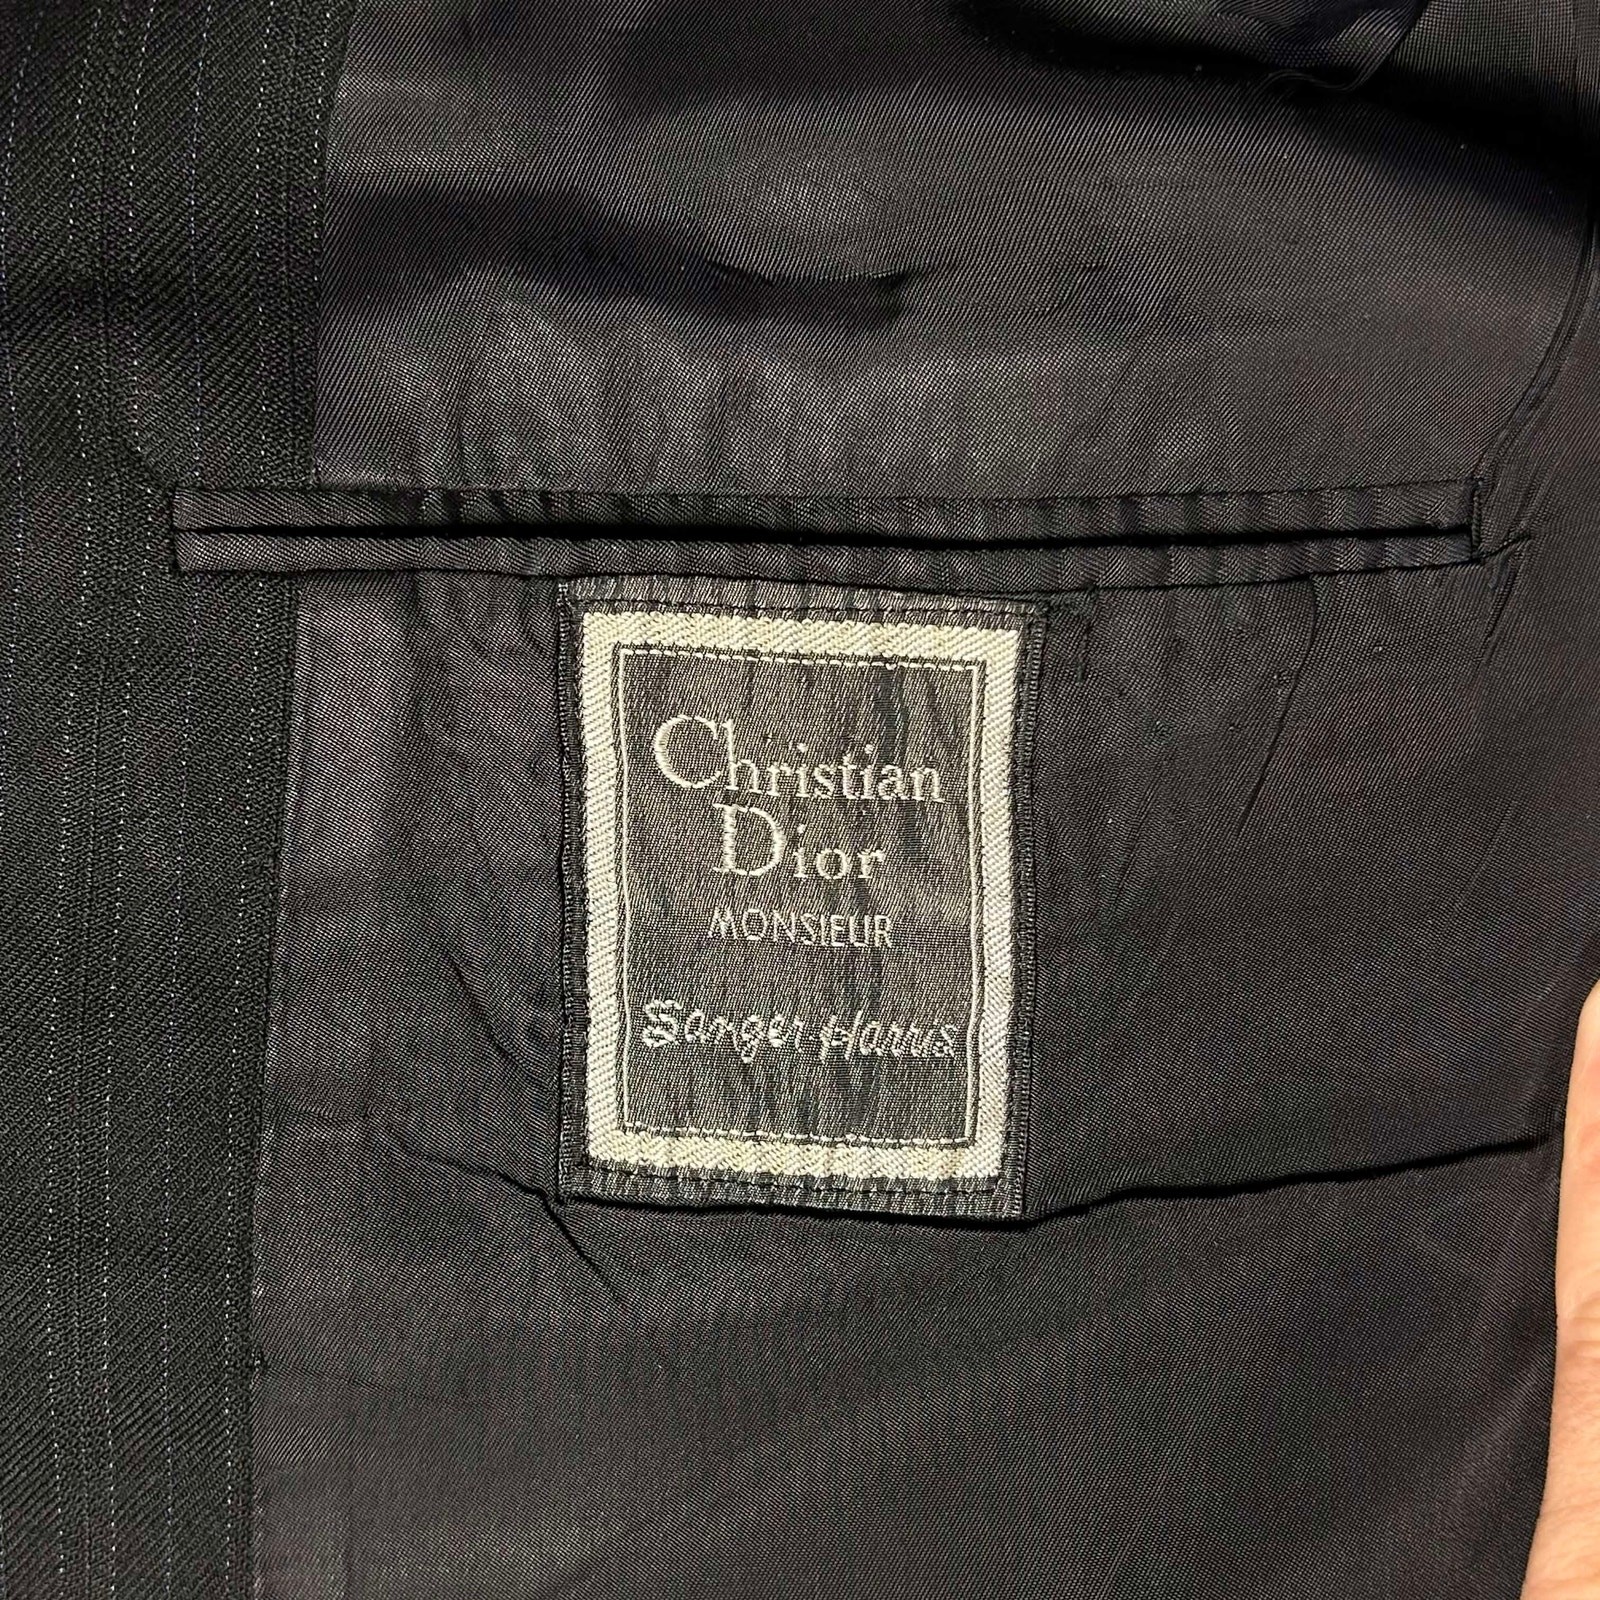 Christian
Dior
MONSIEUR
Sanger Harris